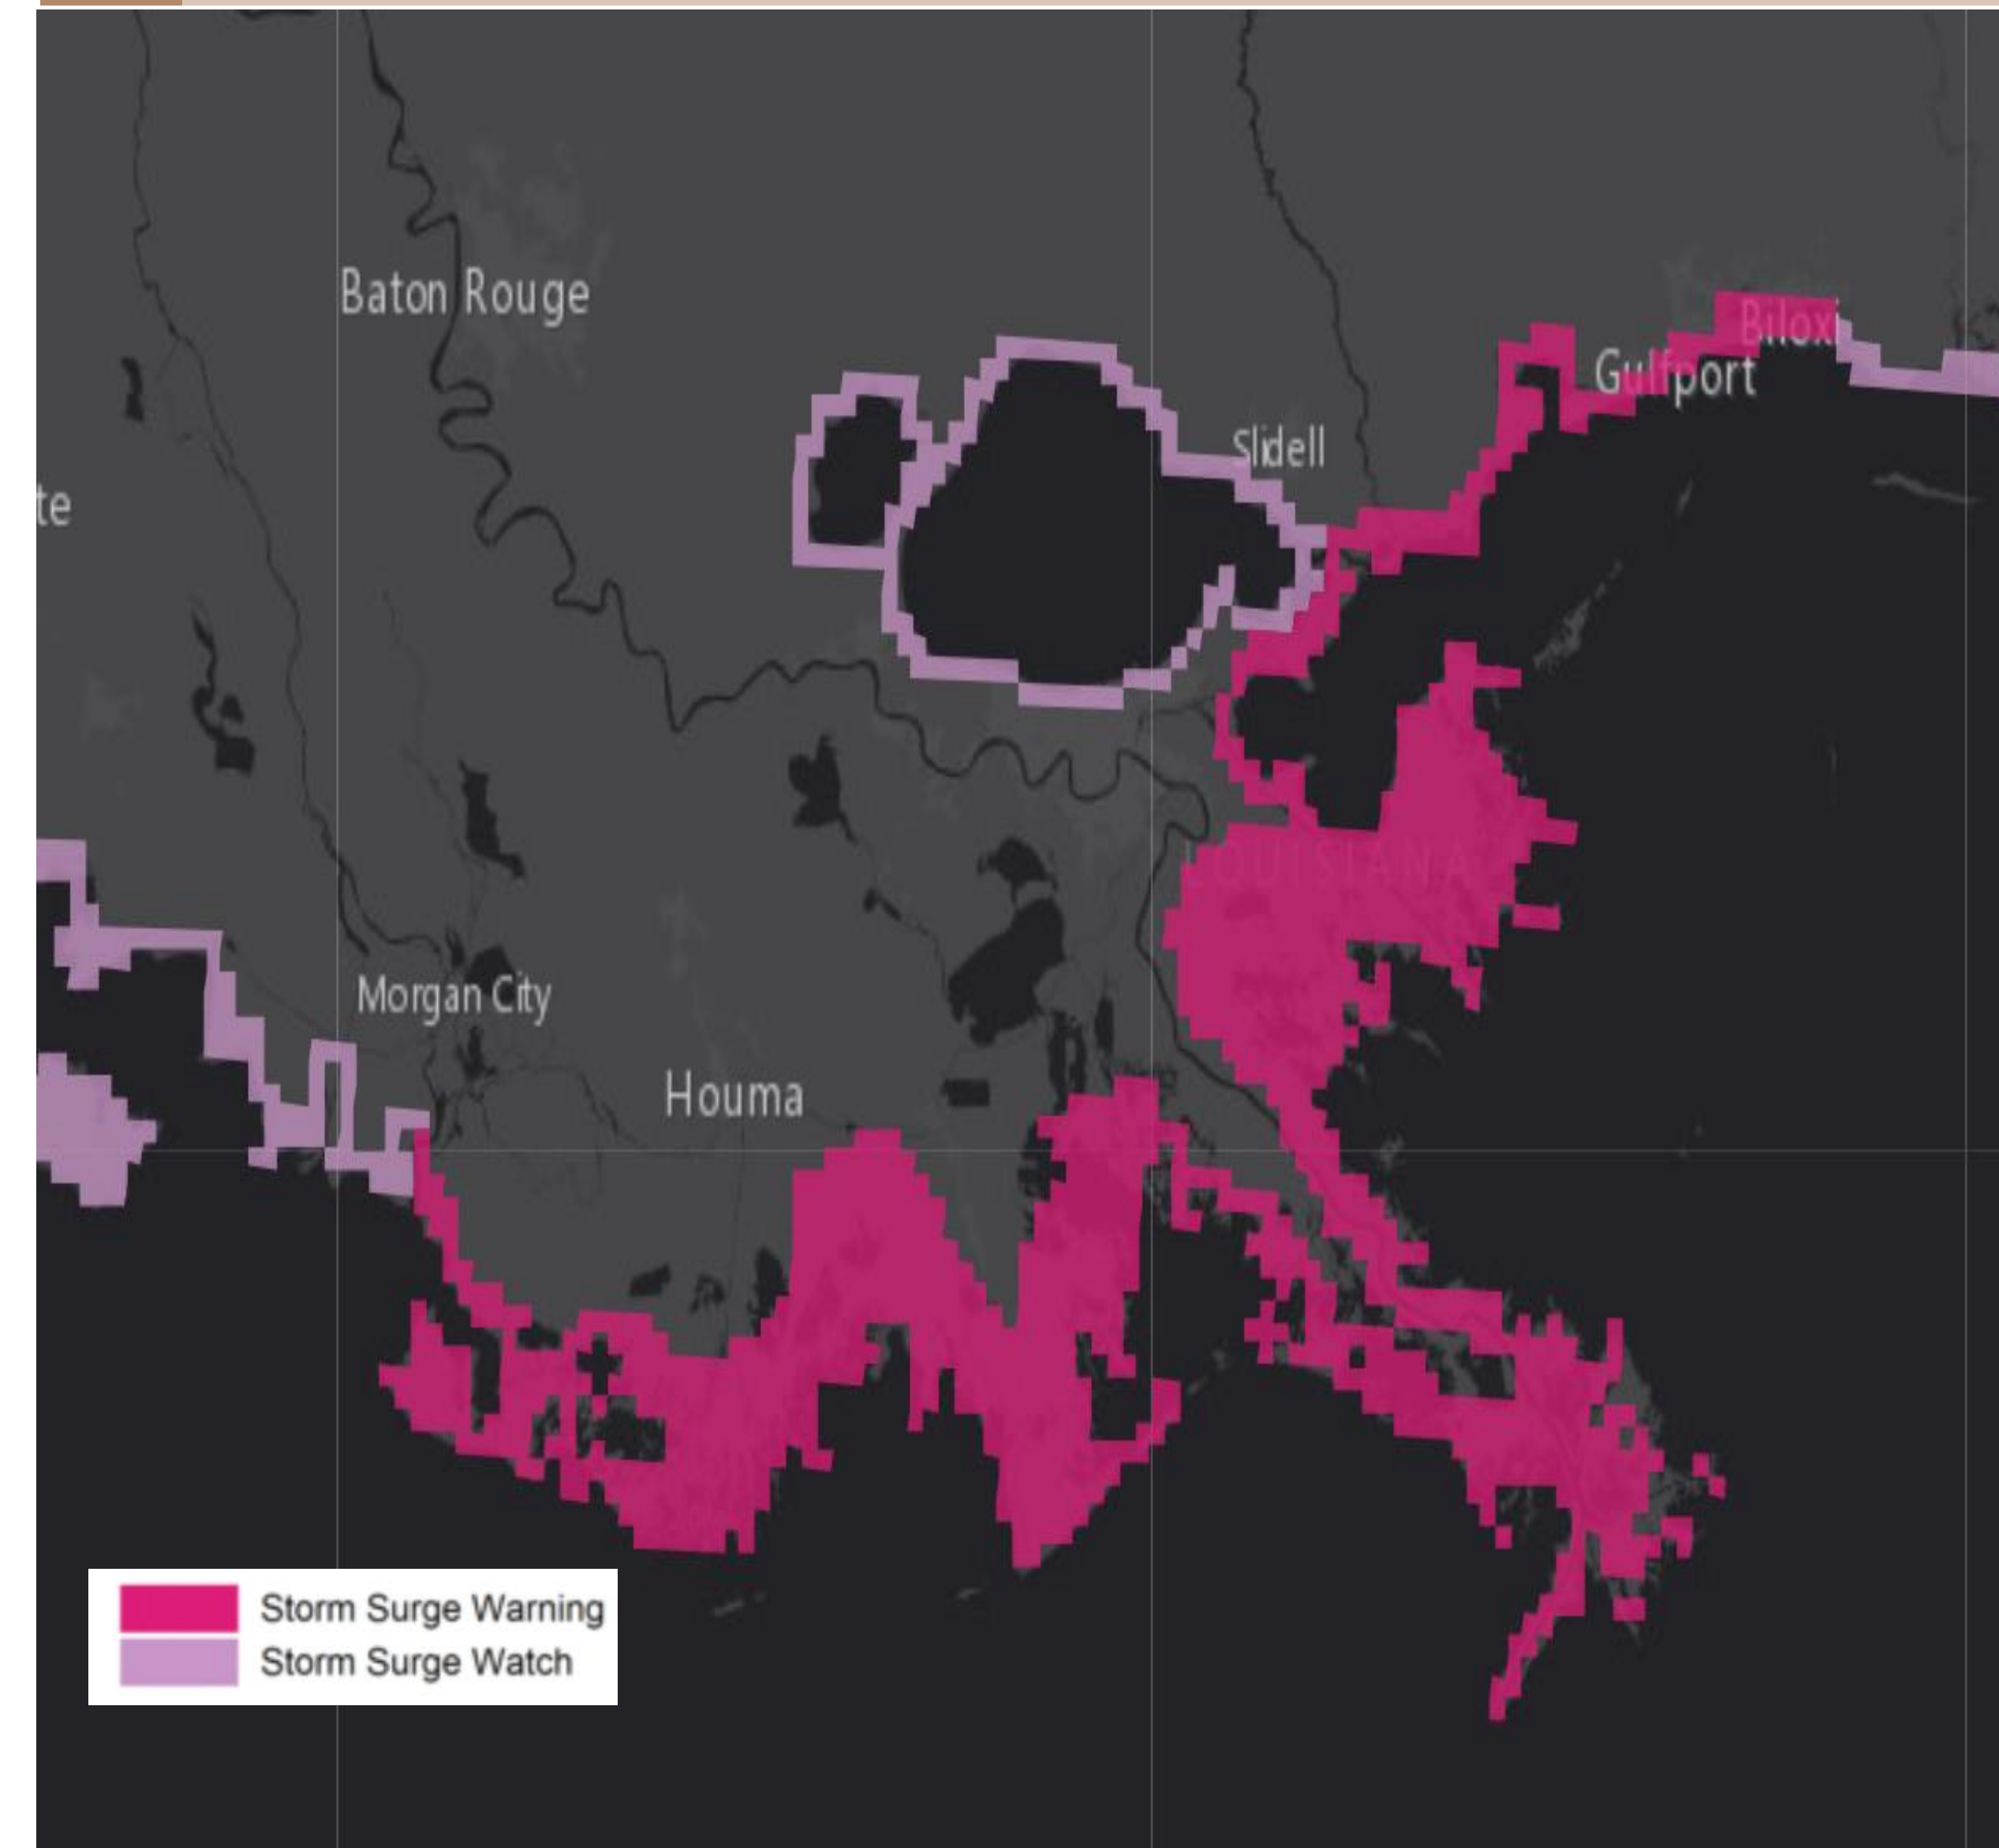 Baton Rouge
Biloxi
Gulfport
Slidell
te
LOUISIANA
Morgan City
Houma
Storm Surge Warning
Storm Surge Watch